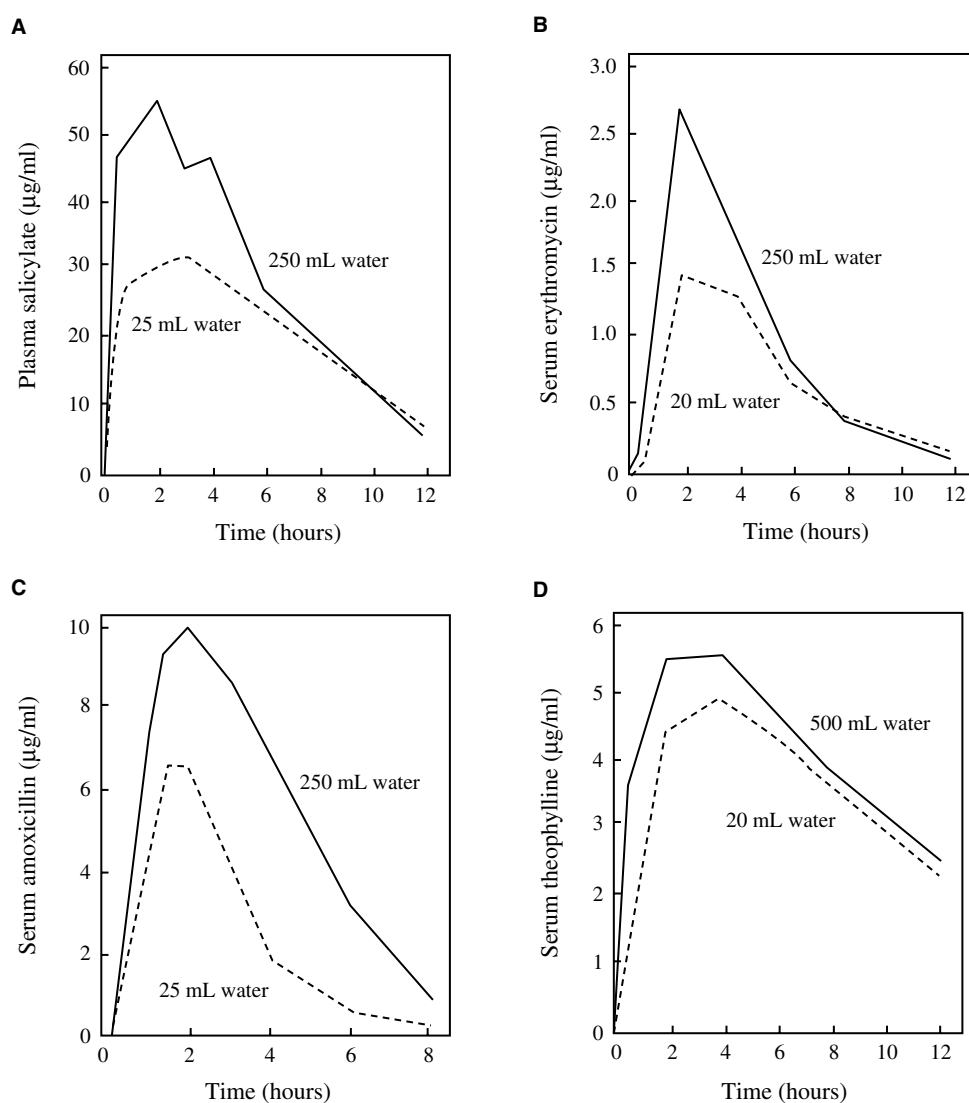 A
Plasma salicylate (µg/ml)
60
50
40
30
20
10
0
250 mL water
25 mL water
0 2 4 6 8 10 12
Time (hours)
B
Serum erythromycin (µg/ml)
3.0
2.5
2.0
1.5
1.0
0.5
0
250 mL water
20 mL water
0 2 4 6 8 10 12
Time (hours)
C
Serum amoxicillin (µg/ml)
10
8
6
4
2
0
250 mL water
25 mL water
0 2 4 6 8
Time (hours)
D
Serum theophylline (µg/ml)
6
5
4
3
2
1
0
500 mL water
20 mL water
0 2 4 6 8 10 12
Time (hours)